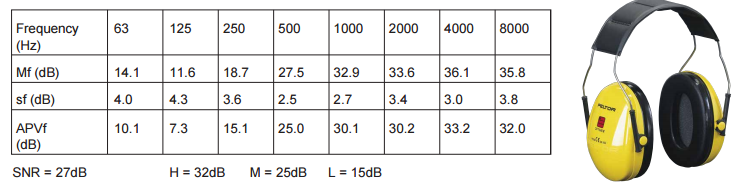 Frequency (Hz) 63 125 250 500 1000 2000 4000 8000
Mf (dB) 14.1 11.6 18.7 27.5 32.9 33.6 36.1 35.8
sf (dB) 4.0 4.3 3.6 2.5 2.7 3.4 3.0 3.8
APVf (dB) 10.1 7.3 15.1 25.0 30.1 30.2 33.2 32.0
SNR = 27dB H = 32dB M = 25dB L = 15dB
PELTOR